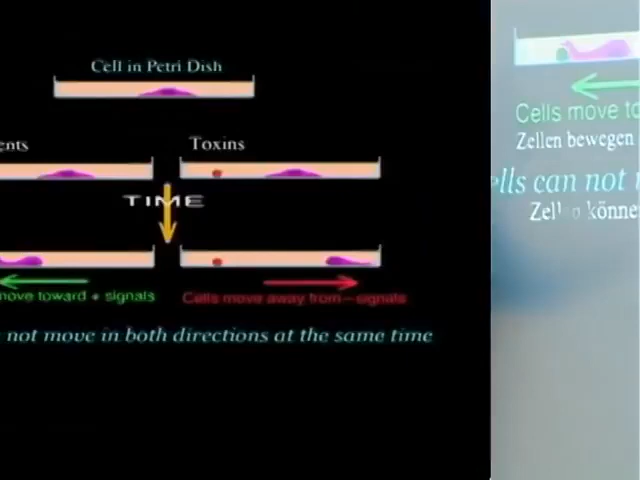 Cell in Petri Dish
ents
Toxins
TIME
move toward + signals
Cells move away from – signals
not move in both directions at the same time
Cells move to
Zellen bewegen
ells can not
könne